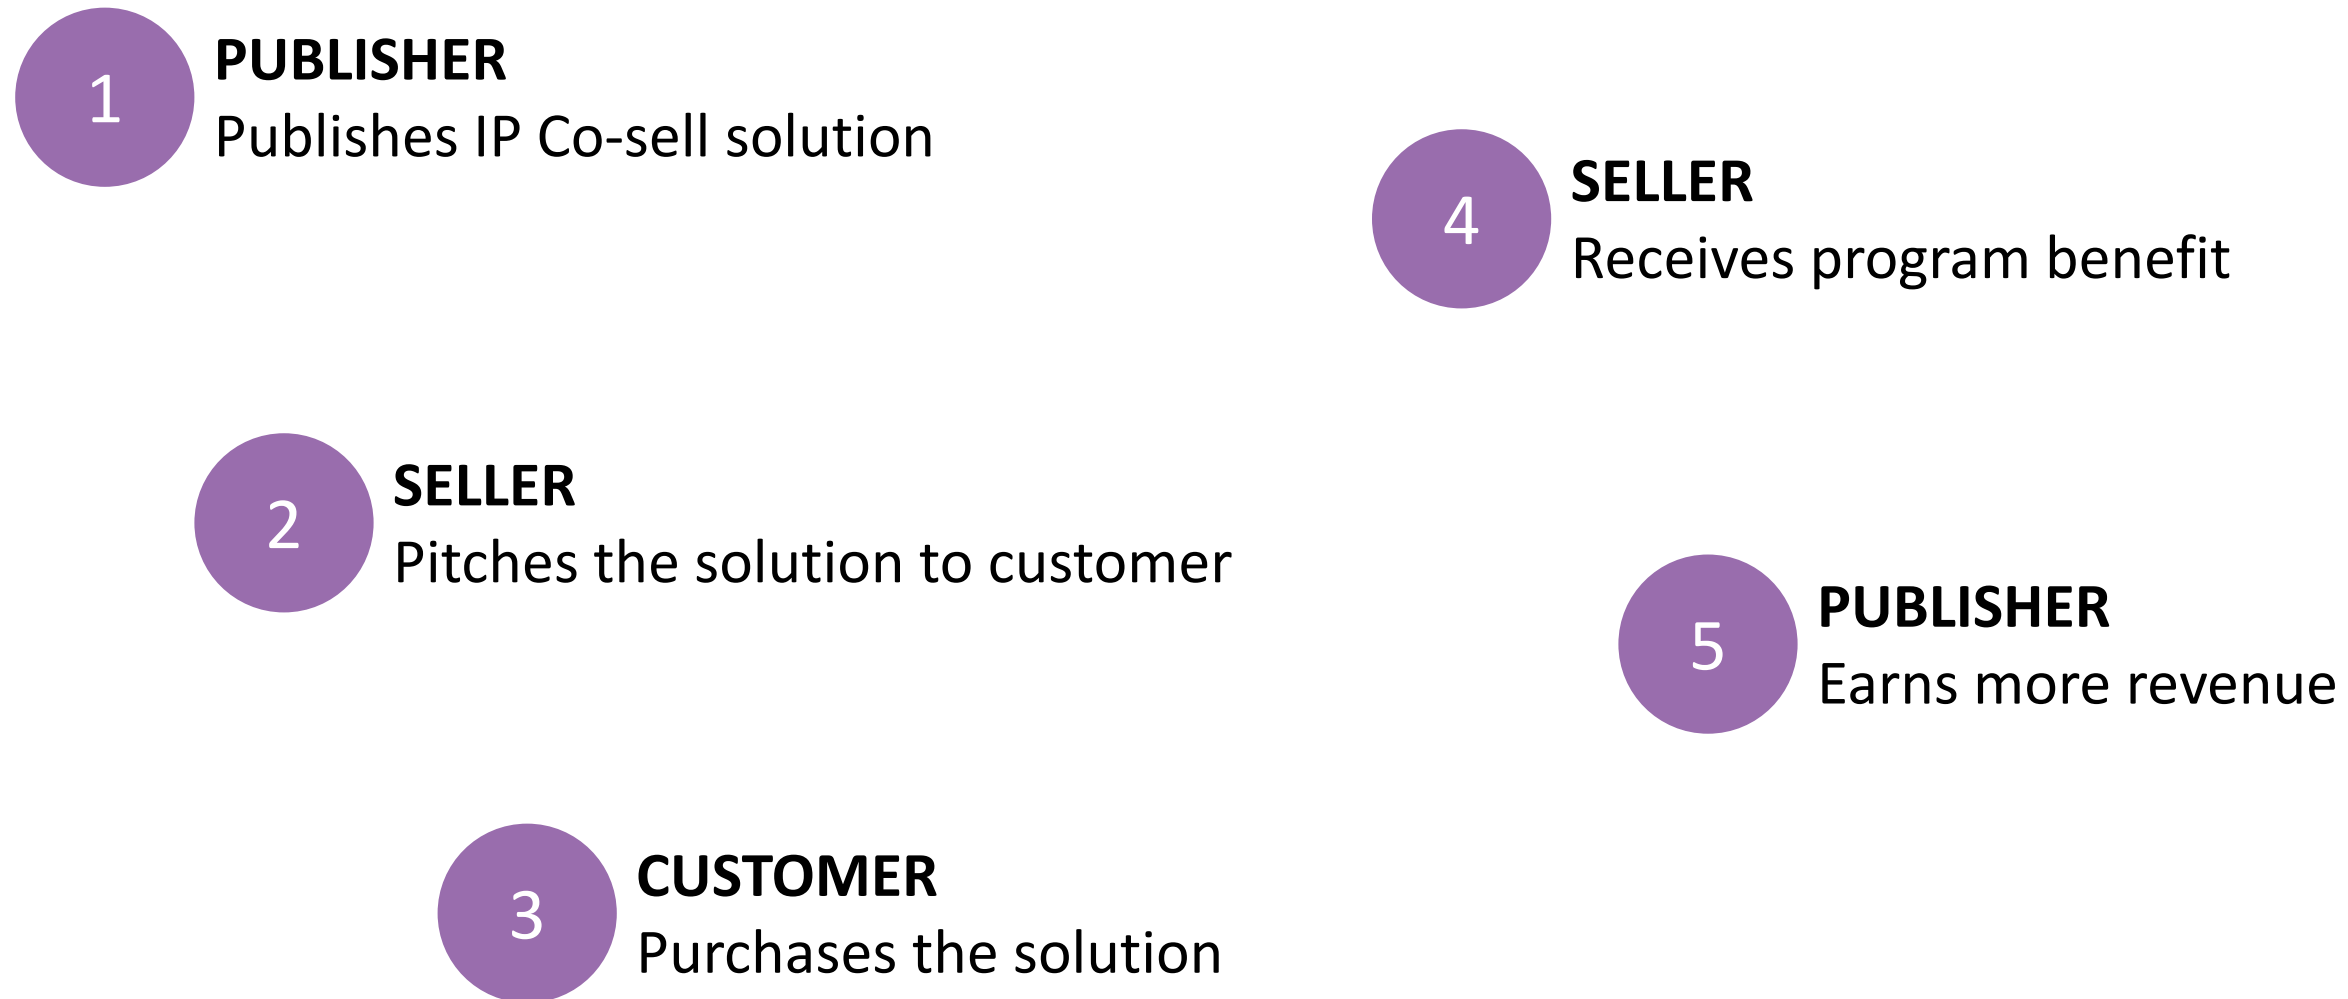 1
PUBLISHER
Publishes IP Co-sell solution
2
SELLER
Pitches the solution to customer
3
CUSTOMER
Purchases the solution
4
SELLER
Receives program benefit
5
PUBLISHER
Earns more revenue